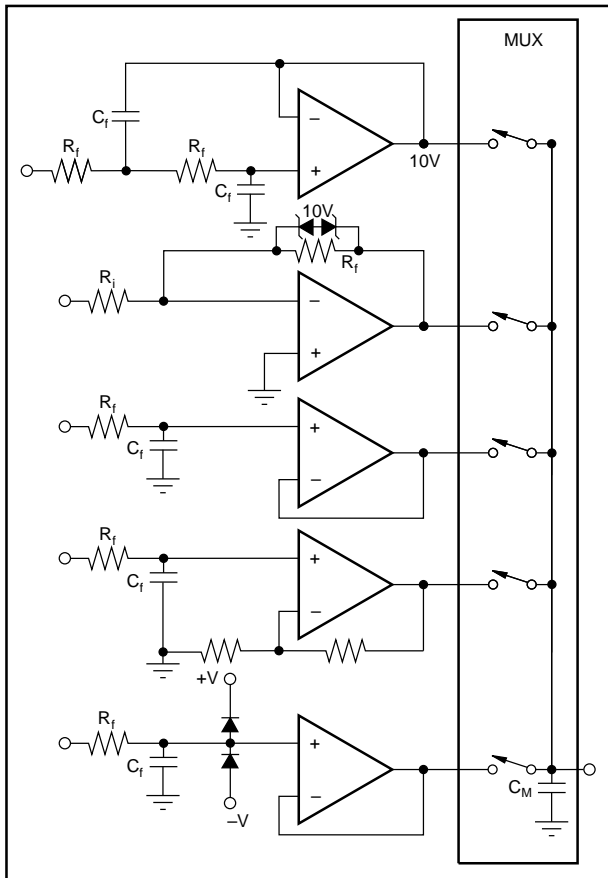 MUX
C_f
R_f
R_f
C_f
10V
10V
R_f
R_i
R_f
C_f
R_f
C_f
+V
R_f
C_f
–V
C_M